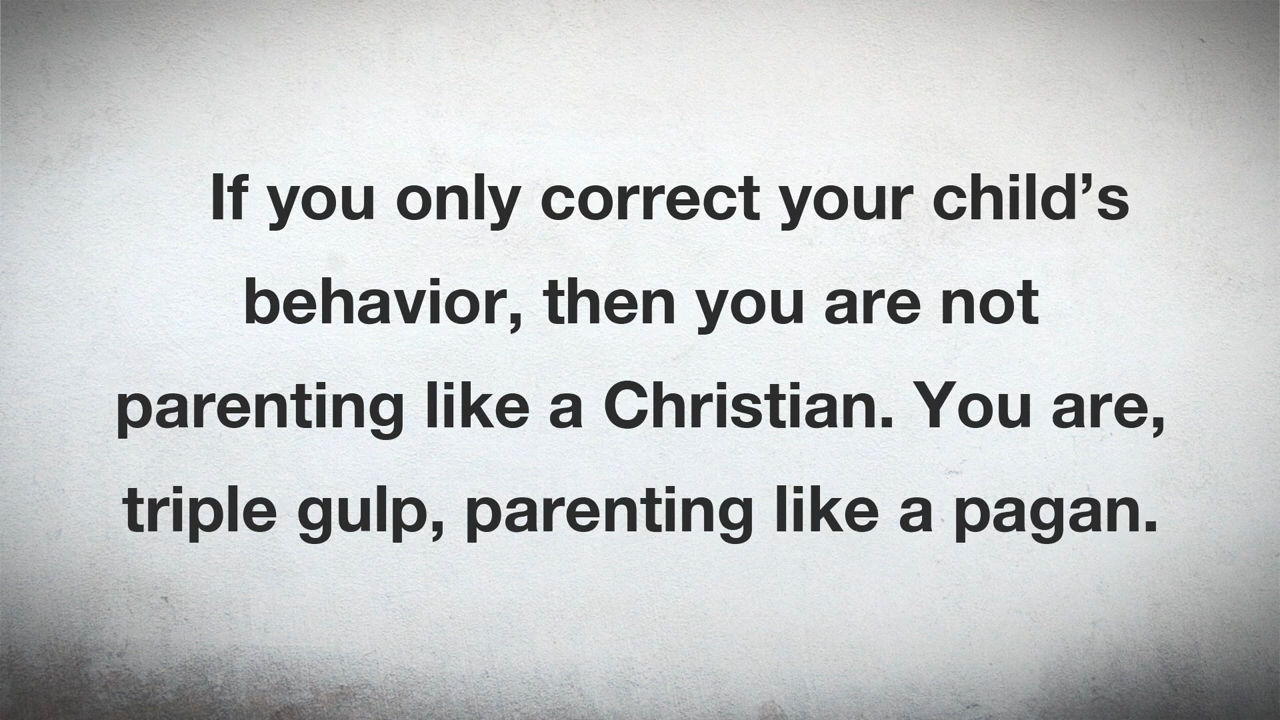 If you only correct your child’s
behavior, then you are not
parenting like a Christian. You are,
triple gulp, parenting like a pagan.